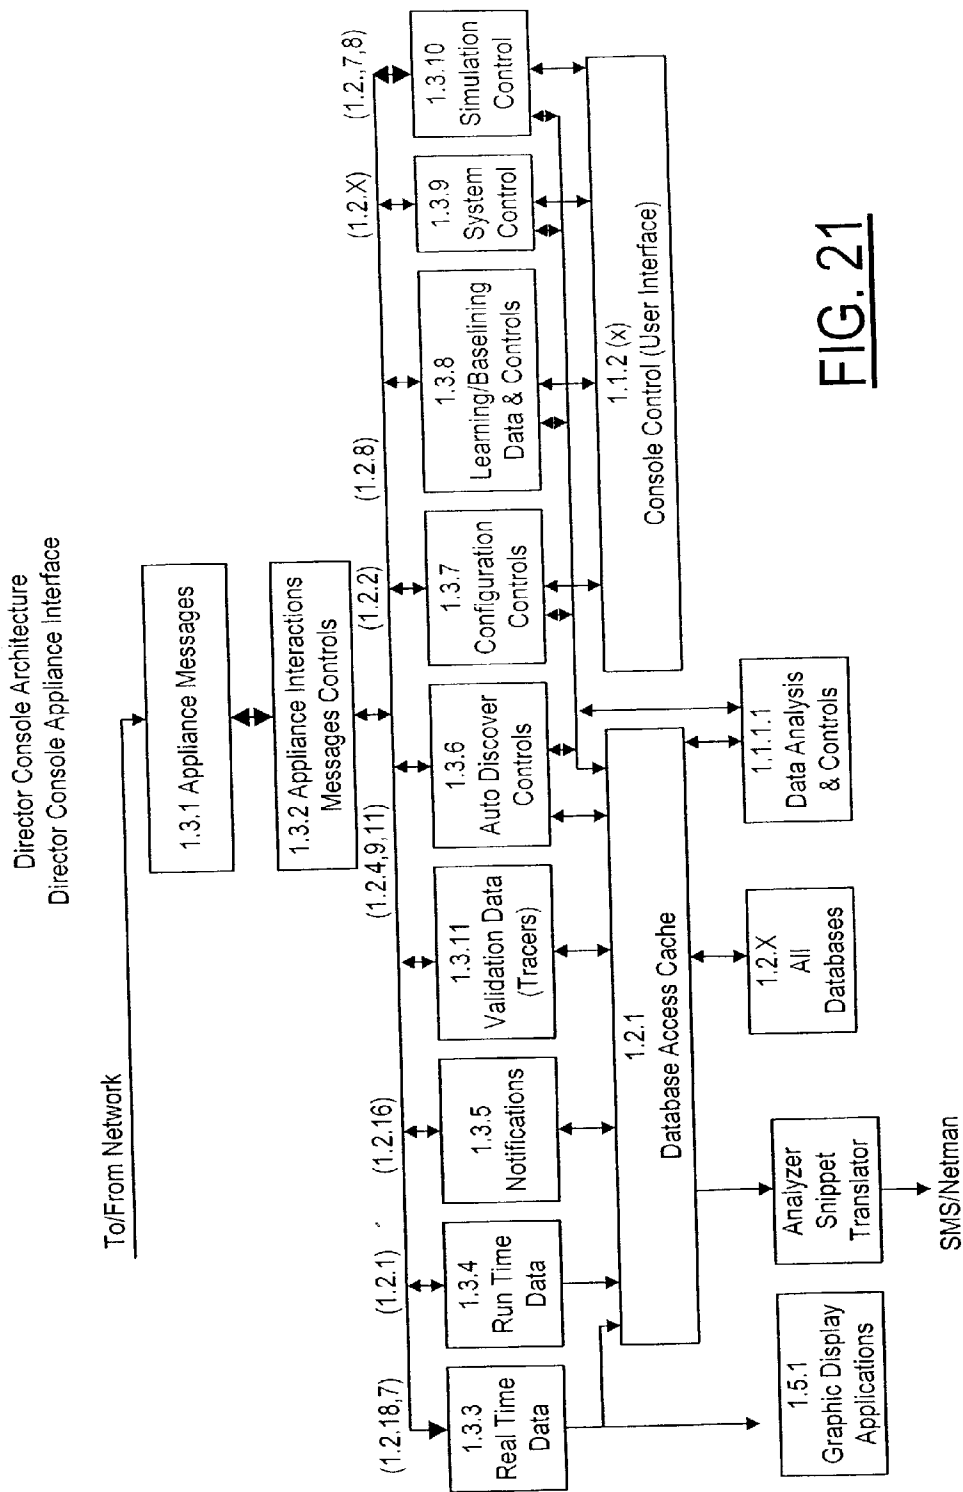 Director Console Architecture
Director Console Appliance Interface
To/From Network
1.3.1 Appliance Messages
1.3.2 Appliance Interactions
Messages Controls
(1.2.18,7)
(1.2.1)
(1.2.16)
(1.2.4,9,11)
(1.2.2)
(1.2.8)
(1.2.X)
(1.2.,7,8)
1.3.3
Real Time
Data
1.3.4
Run Time
Data
1.3.5
Notifications
1.3.11
Validation Data
(Tracers)
1.3.6
Auto Discover
Controls
1.3.7
Configuration
Controls
1.3.8
Learning/Baselining
Data & Controls
1.3.9
System
Control
1.3.10
Simulation
Control
1.2.1
Database Access Cache
1.1.2 (x)
Console Control (User Interface)
1.5.1
Graphic Display
Applications
Analyzer
Snippet
Translator
1.2.X
All
Databases
1.1.1.1
Data Analysis
& Controls
SMS/Netman
FIG. 21